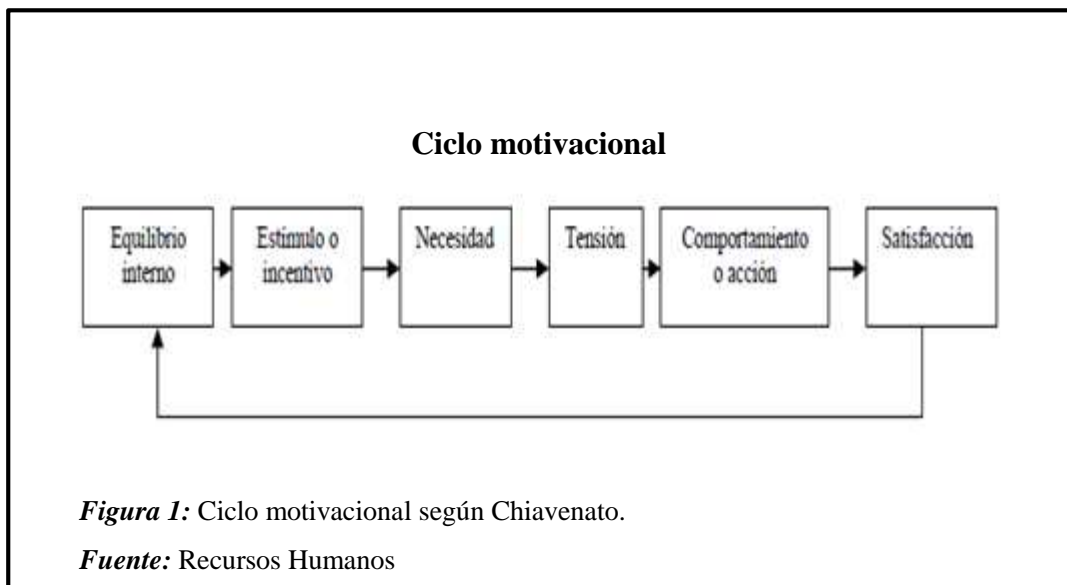 Ciclo motivacional
Equilibrio
interno
Estímulo o
incentivo
Necesidad
Tensión
Comportamiento
o acción
Satisfacción
Figura 1: Ciclo motivacional según Chiavenato.
Fuente: Recursos Humanos